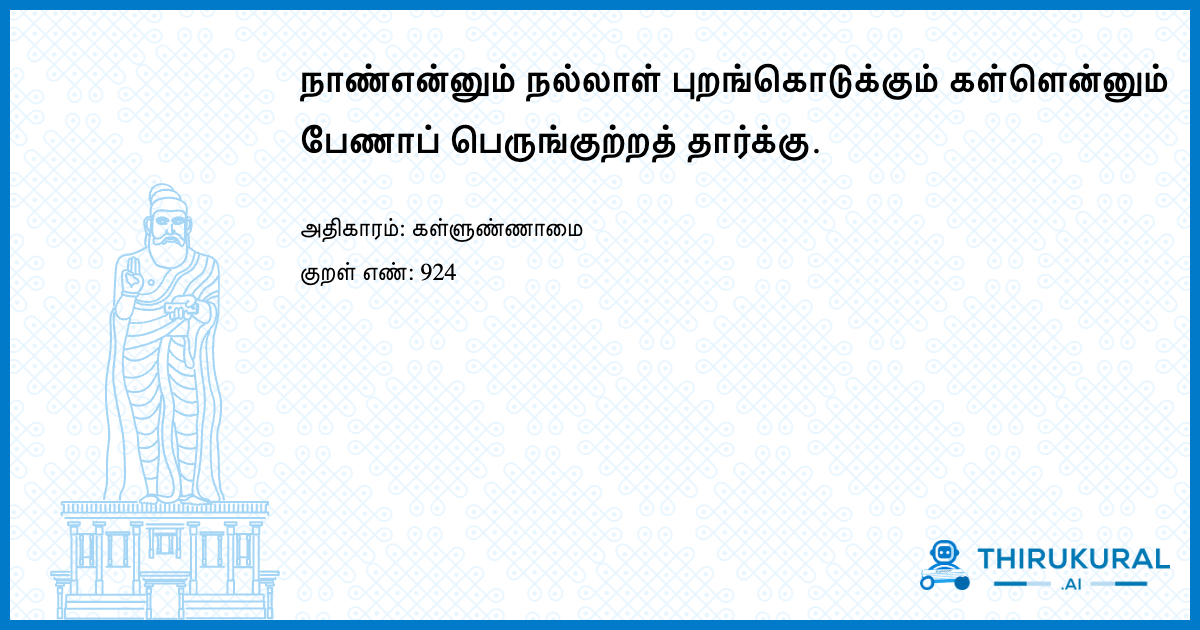 நாண்என்னும் நல்லாள் புறங்கொடுக்கும் கள்ளென்னும்
பேணாப் பெருங்குற்றத் தார்க்கு.
அதிகாரம்: கள்ளுண்ணாமை
குறள் எண்: 924
THIRUKURAL
.AI